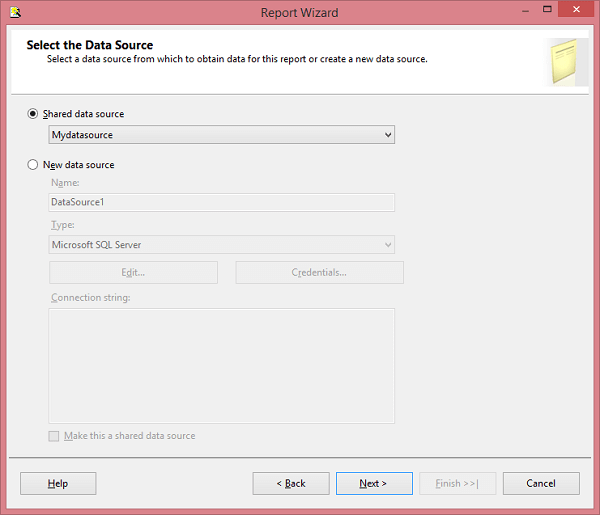 Report Wizard
Select the Data Source
Select a data source from which to obtain data for this report or create a new data source.
Shared data source
Mydatasource
New data source
Name:
DataSource1
Type:
Microsoft SQL Server
Edit... Credentials...
Connection string:
Make this a shared data source
Help < Back Next > Finish >>| Cancel